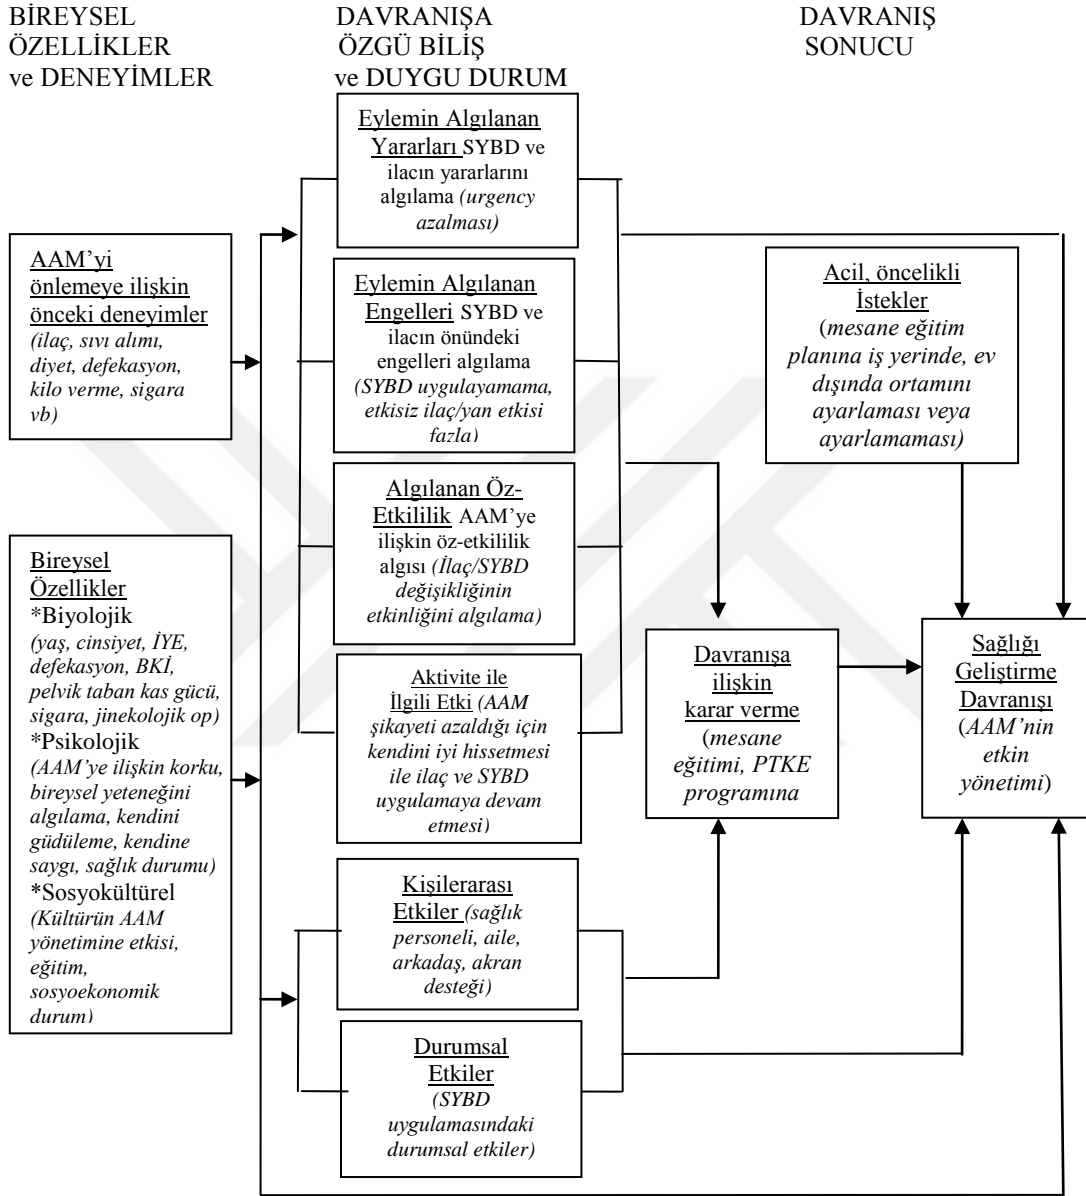 BİREYSEL
ÖZELLİKLER
ve DENEYİMLER
DAVRANIŞA
ÖZGÜ BİLİŞ
ve DUYGU DURUM
DAVRANIŞ
SONUCU
AAM’yi
önlemeye ilişkin
önceki deneyimler
(ilaç, sıvı alımı,
diyet, defekasyon,
kilo verme, sigara
vb)
Bireysel
Özellikler
*Biyolojik
(yaş, cinsiyet, İYE,
defekasyon, BKİ,
pelvik taban kas gücü,
sigara, jinekolojik op)
*Psikolojik
(AAM’ye ilişkin korku,
bireysel yeteneğini
algılama, kendini
güdüleme, kendine
saygı, sağlık durumu)
*Sosyokültürel
(Kültürün AAM
yönetimine etkisi,
eğitim,
sosyoekonomik
durum)
Eylemin Algılanan
Yararları SYBD ve
ilacın yararlarını
algılama (urgency
azalması)
Eylemin Algılanan
Engelleri SYBD ve
ilacın önündeki
engelleri algılama
(SYBD uygulayamama,
etkisiz ilaç/yan etkisi
fazla)
Algılanan Öz-
Etkililik AAM’ye
ilişkin öz-etkililik
algısı (İlaç/SYBD
değişikliğinin
etkinliğini algılama)
Aktivite ile
İlgili Etki (AAM
şikayeti azaldığı için
kendini iyi hissetmesi
ile ilaç ve SYBD
uygulamaya devam
etmesi)
Kişilerarası
Etkiler (sağlık
personeli, aile,
arkadaş, akran
desteği)
Durumsal
Etkiler
(SYBD
uygulamasındaki
durumsal etkiler)
Davranışa
ilişkin
karar verme
(mesane
eğitimi, PTKE
programına
Acil, öncelikli
İstekler
(mesane eğitim
planına iş yerinde, ev
dışında ortamını
ayarlaması veya
ayarlamaması)
Sağlığı
Geliştirme
Davranışı
(AAM’nin
etkin
yönetimi)